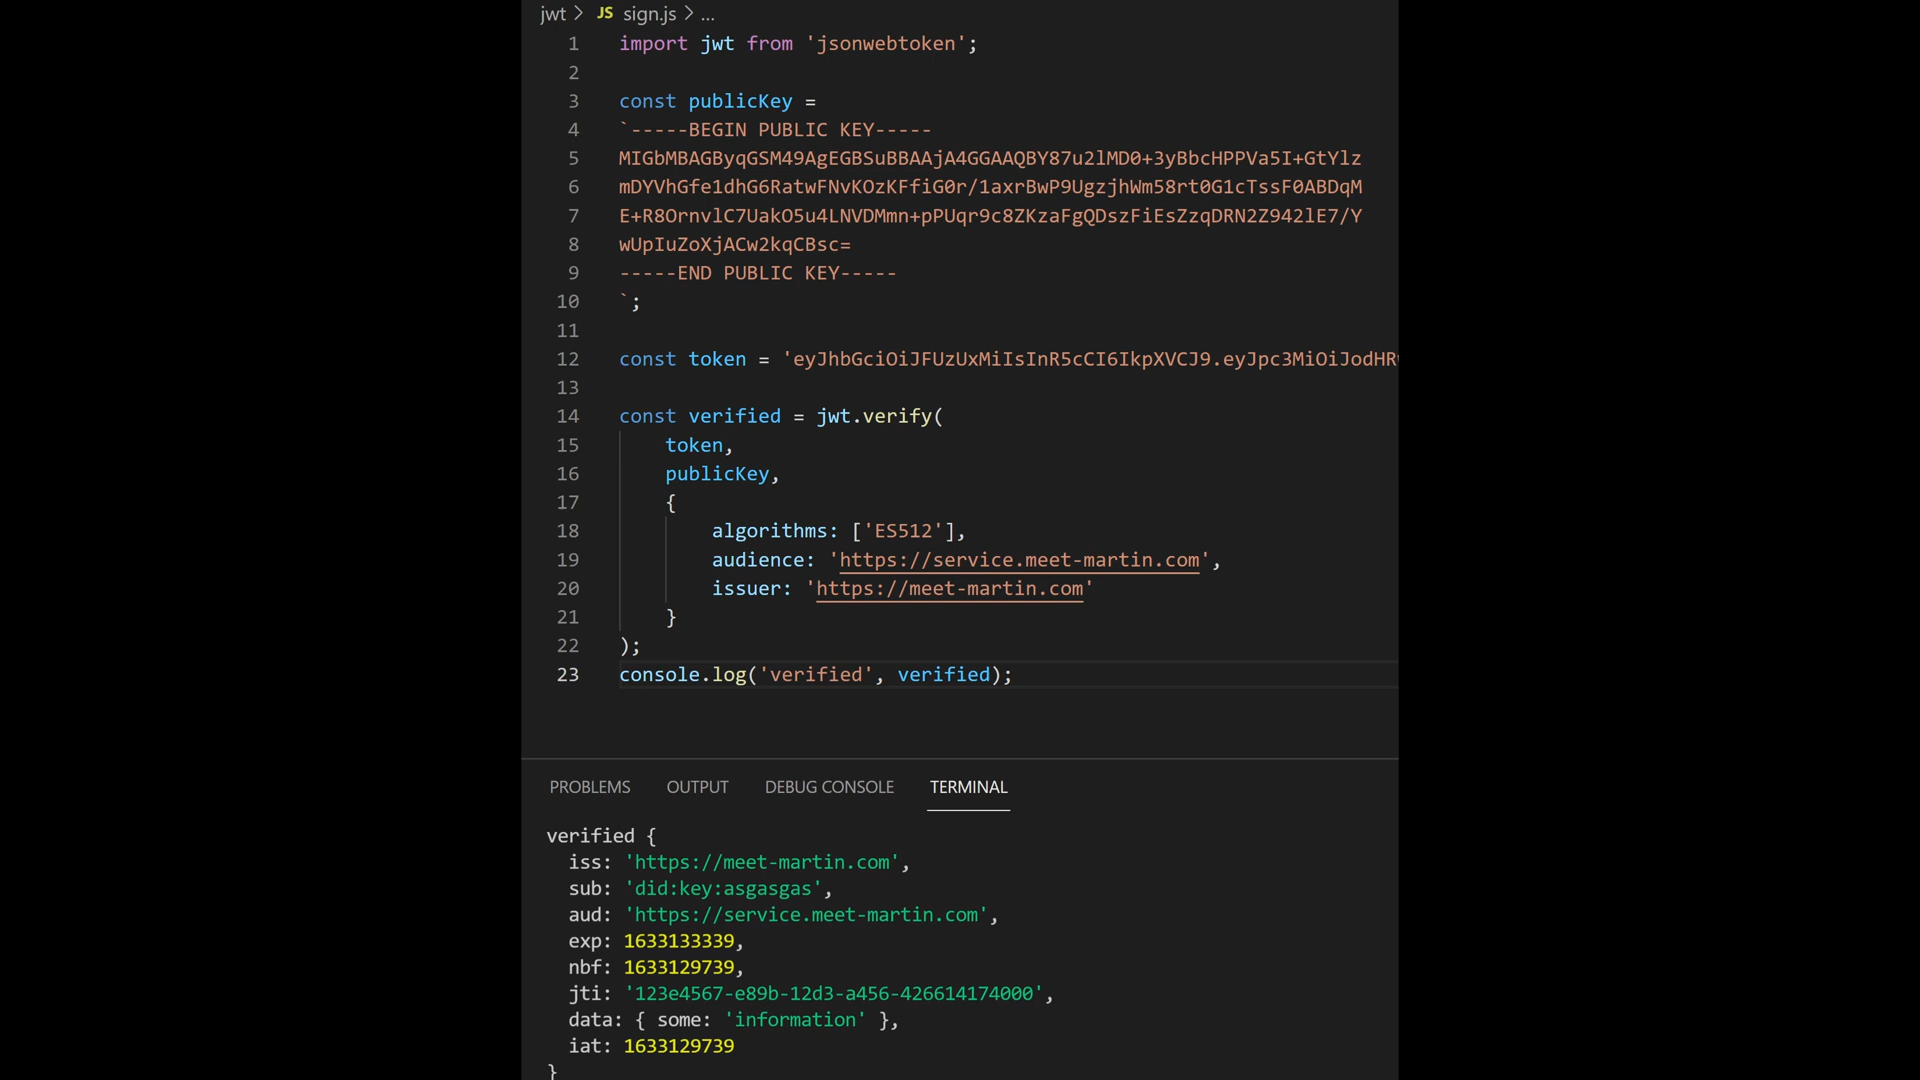 jwt > JS sign.js > ...
1 import jwt from 'jsonwebtoken';
2
3 const publicKey =
4 `-----BEGIN PUBLIC KEY-----
5 MIGbMBAGByqGSM49AgEGBSuBBAAjA4GGAAQBY87u2lMD0+3yBbcHPPVa5I+GtYlz
6 mDYVhGfe1dhG6RatwFNvKOzKFfiG0r/1axrBwP9UgzjhWm58rt0G1cTssF0ABDqM
7 E+R8OrnvlC7UakO5u4LNVDMmn+pPUqr9c8ZKzaFgQDszFiEsZzqDRN2Z942lE7/Y
8 wUpIuZoXjACw2kqCBsc=
9 -----END PUBLIC KEY-----
10 `;
11
12 const token = 'eyJhbGciOiJFUzUxMiIsInR5cCI6IkpXVCJ9.eyJpc3MiOiJodHR
13
14 const verified = jwt.verify(
15 token,
16 publicKey,
17 {
18 algorithms: ['ES512'],
19 audience: 'https://service.meet-martin.com',
20 issuer: 'https://meet-martin.com'
21 }
22 );
23 console.log('verified', verified);
PROBLEMS OUTPUT DEBUG CONSOLE TERMINAL
verified {
iss: 'https://meet-martin.com',
sub: 'did:key:asgasgas',
aud: 'https://service.meet-martin.com',
exp: 1633133339,
nbf: 1633129739,
jti: '123e4567-e89b-12d3-a456-426614174000',
data: { some: 'information' },
iat: 1633129739
}